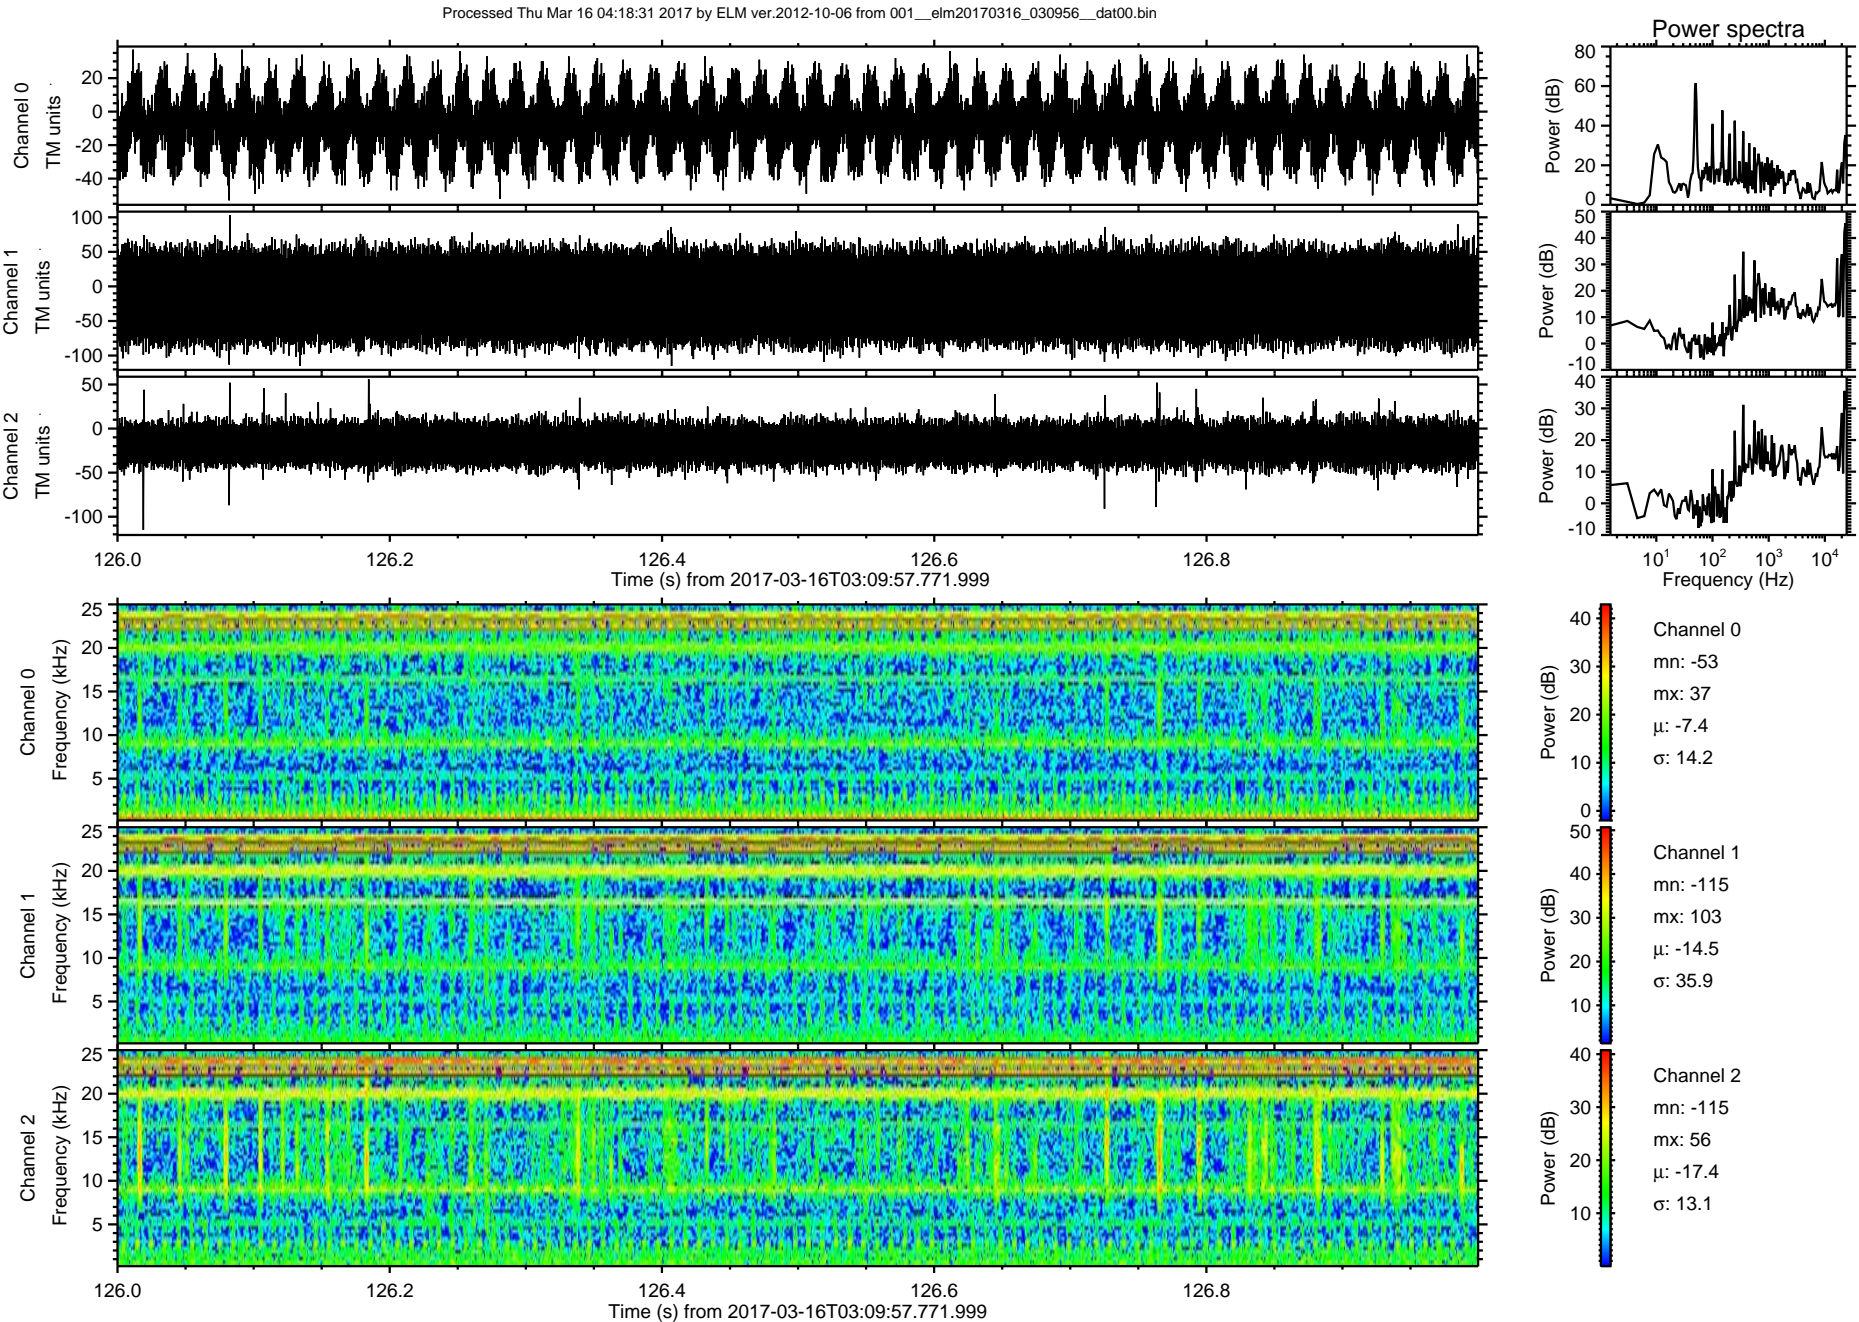 Processed Thu Mar 16 04:18:31 2017 by ELM ver.2012-10-06 from 001__elm20170316_030956__dat00.bin
Power spectra
Channel 0
TM units
20
0
-20
-40
Power (dB)
80
60
40
20
0
Channel 1
TM units
100
50
0
-50
-100
Power (dB)
50
40
30
20
10
0
-10
Channel 2
TM units
50
0
-50
-100
Power (dB)
40
30
20
10
0
-10
126.0 126.2 126.4 126.6 126.8
Time (s) from 2017-03-16T03:09:57.771.999
10¹ 10² 10³ 10⁴
Frequency (Hz)
Channel 0
Frequency (kHz)
25
20
15
10
5
Power (dB)
40
30
20
10
0
Channel 0
mn: -53
mx: 37
µ: -7.4
σ: 14.2
Channel 1
Frequency (kHz)
25
20
15
10
5
Power (dB)
50
40
30
20
10
Channel 1
mn: -115
mx: 103
µ: -14.5
σ: 35.9
Channel 2
Frequency (kHz)
25
20
15
10
5
Power (dB)
40
30
20
10
Channel 2
mn: -115
mx: 56
µ: -17.4
σ: 13.1
126.0 126.2 126.4 126.6 126.8
Time (s) from 2017-03-16T03:09:57.771.999